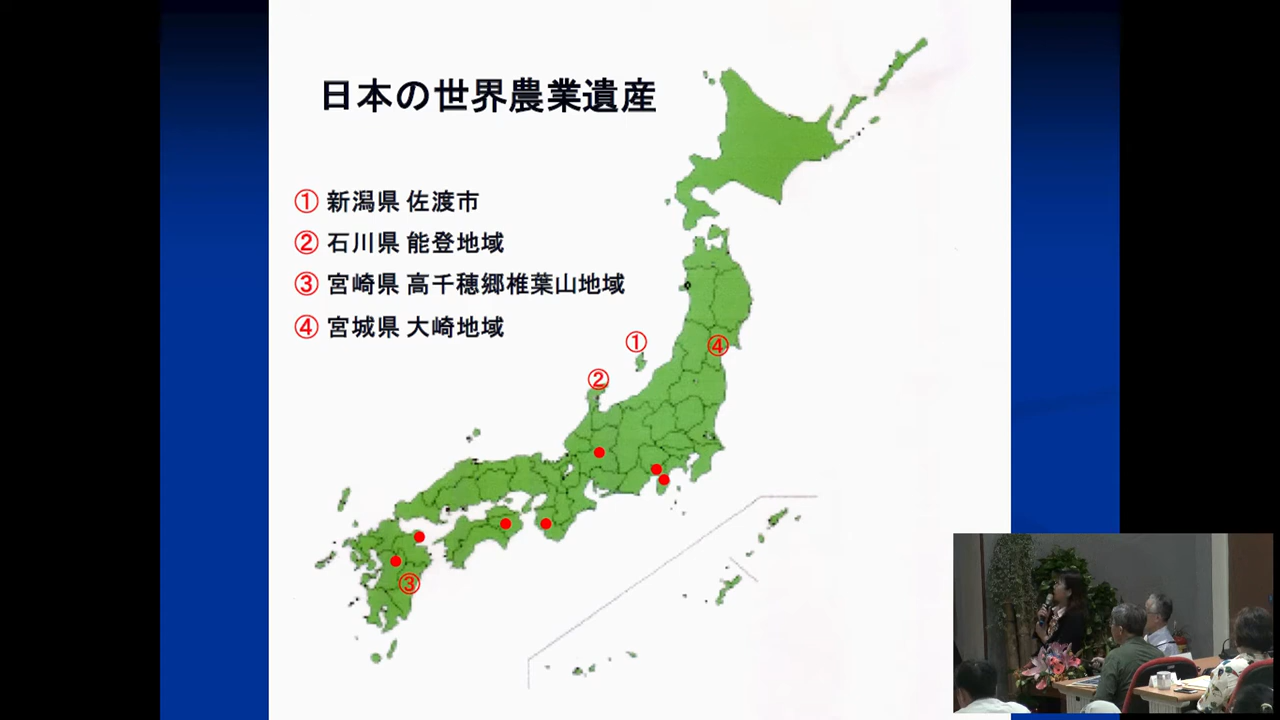 日本の世界農業遺産
① 新潟県 佐渡市
② 石川県 能登地域
③ 宮崎県 高千穂郷椎葉山地域
④ 宮城県 大崎地域
①
④
②
③